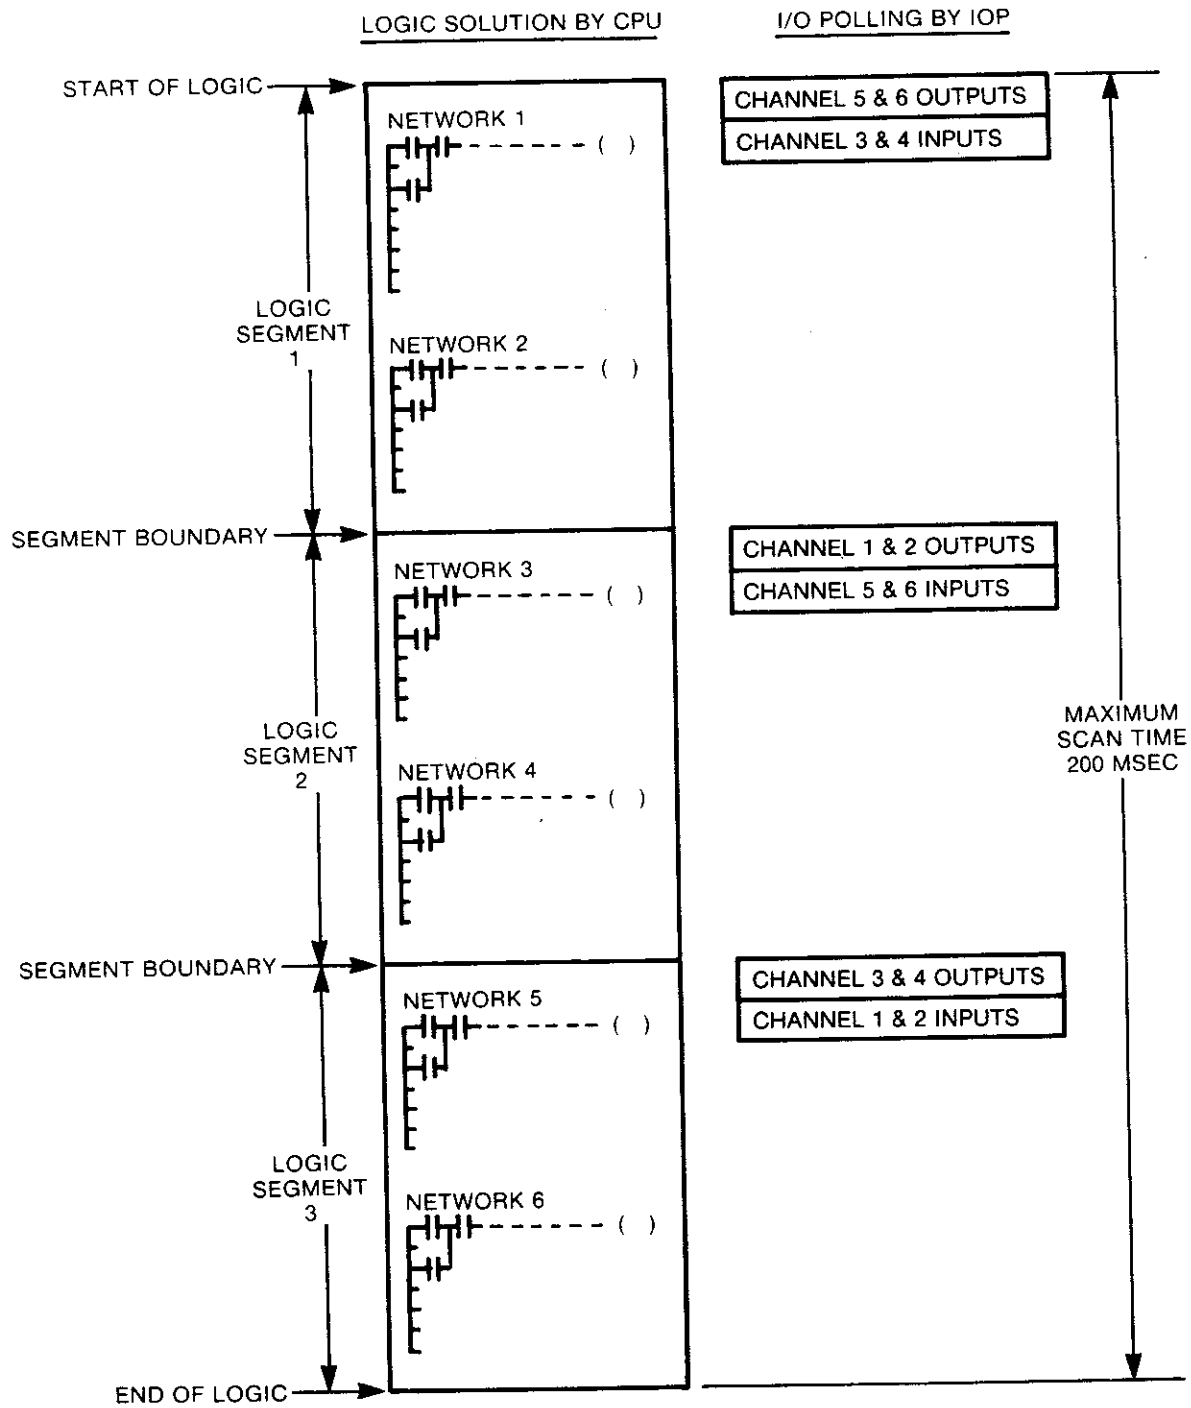 LOGIC SOLUTION BY CPU
I/O POLLING BY IOP
START OF LOGIC
CHANNEL 5 & 6 OUTPUTS
CHANNEL 3 & 4 INPUTS
NETWORK 1
( )
LOGIC
SEGMENT
1
NETWORK 2
( )
SEGMENT BOUNDARY
CHANNEL 1 & 2 OUTPUTS
CHANNEL 5 & 6 INPUTS
NETWORK 3
( )
LOGIC
SEGMENT
2
MAXIMUM
SCAN TIME
200 MSEC
NETWORK 4
( )
SEGMENT BOUNDARY
CHANNEL 3 & 4 OUTPUTS
CHANNEL 1 & 2 INPUTS
NETWORK 5
( )
LOGIC
SEGMENT
3
NETWORK 6
( )
END OF LOGIC